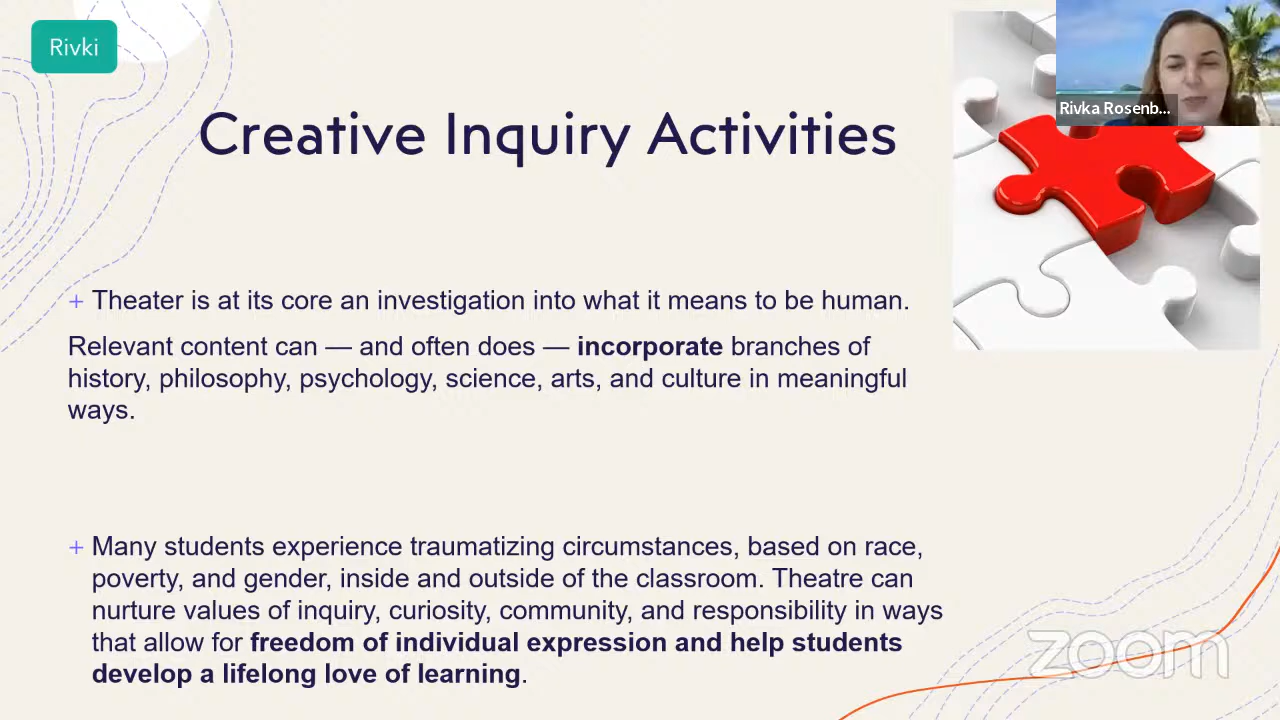 Rivki
Rivka Rosenb...
Creative Inquiry Activities
+ Theater is at its core an investigation into what it means to be human.
Relevant content can — and often does — incorporate branches of
history, philosophy, psychology, science, arts, and culture in meaningful
ways.
+ Many students experience traumatizing circumstances, based on race,
poverty, and gender, inside and outside of the classroom. Theatre can
nurture values of inquiry, curiosity, community, and responsibility in ways
that allow for freedom of individual expression and help students
develop a lifelong love of learning.
zoom